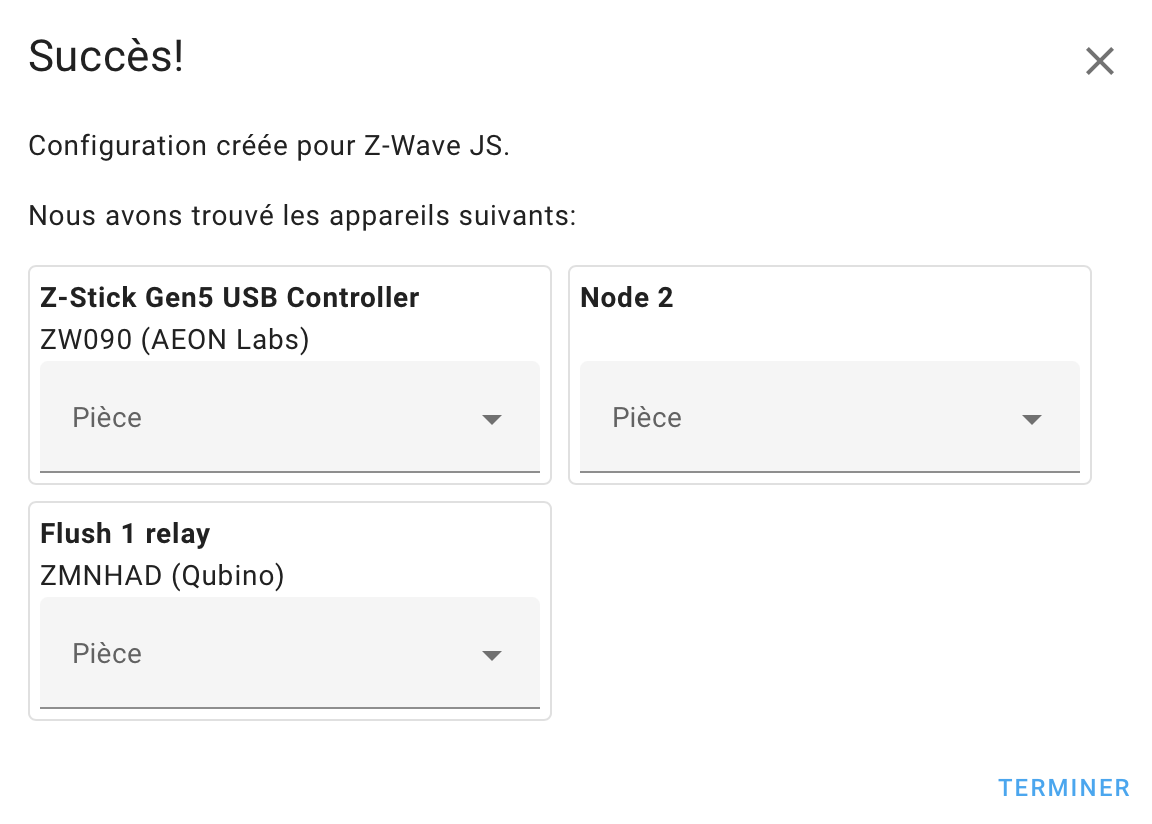 Succès!
Configuration créée pour Z-Wave JS.
Nous avons trouvé les appareils suivants:
Z-Stick Gen5 USB Controller
ZW090 (AEON Labs)
Pièce
Node 2
Pièce
Flush 1 relay
ZMNHAD (Qubino)
Pièce
TERMINER